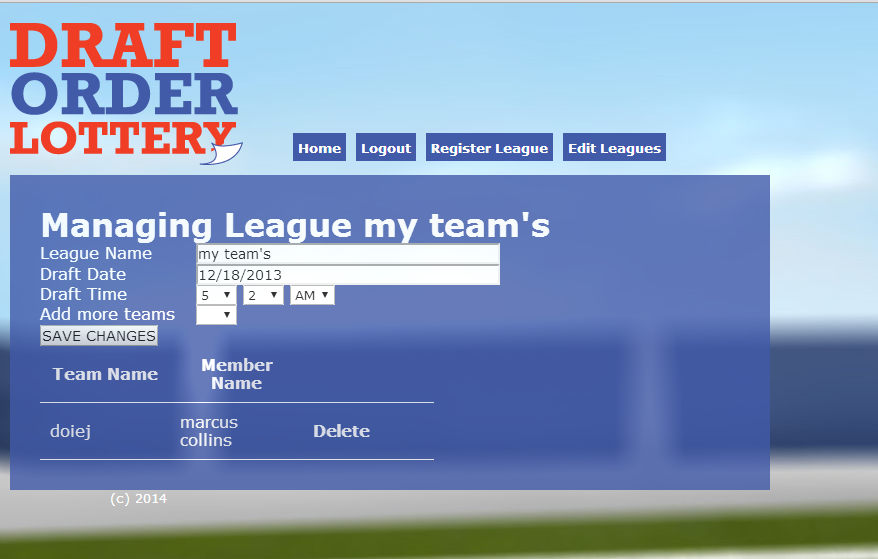 DRAFT
ORDER
LOTTERY
Home Logout Register League Edit Leagues
Managing League my team's
League Name my team's
Draft Date 12/18/2013
Draft Time 5 2 AM
Add more teams
SAVE CHANGES
Team Name Member
Name
doiej marcus
collins Delete
(c) 2014